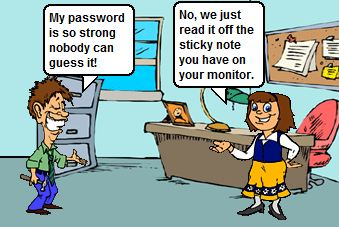 My password
is so strong
nobody can
guess it!
No, we just
read it off the
sticky note
you have on
your monitor.